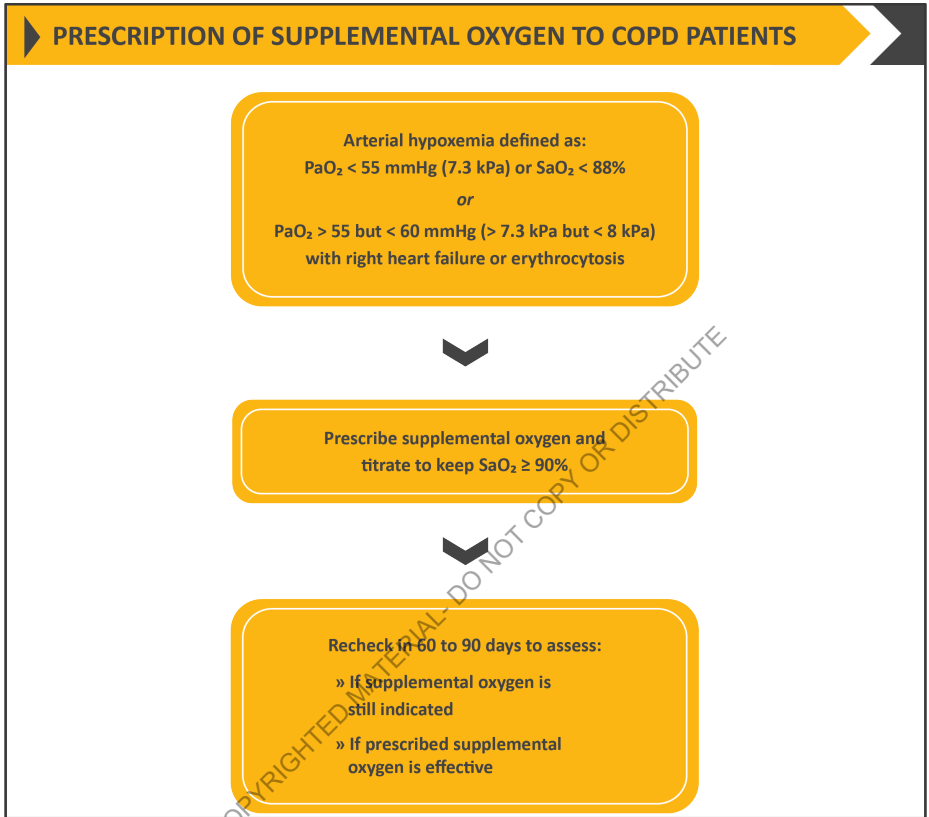 PRESCRIPTION OF SUPPLEMENTAL OXYGEN TO COPD PATIENTS
Arterial hypoxemia defined as:
PaO₂ < 55 mmHg (7.3 kPa) or SaO₂ < 88%
or
PaO₂ > 55 but < 60 mmHg (> 7.3 kPa but < 8 kPa)
with right heart failure or erythrocytosis
Prescribe supplemental oxygen and
titrate to keep SaO₂ ≥ 90%
Recheck in 60 to 90 days to assess:
» If supplemental oxygen is
still indicated
» If prescribed supplemental
oxygen is effective
OPYRIGHTED MATERIAL- DO NOT COPY OR DISTRIBUTE